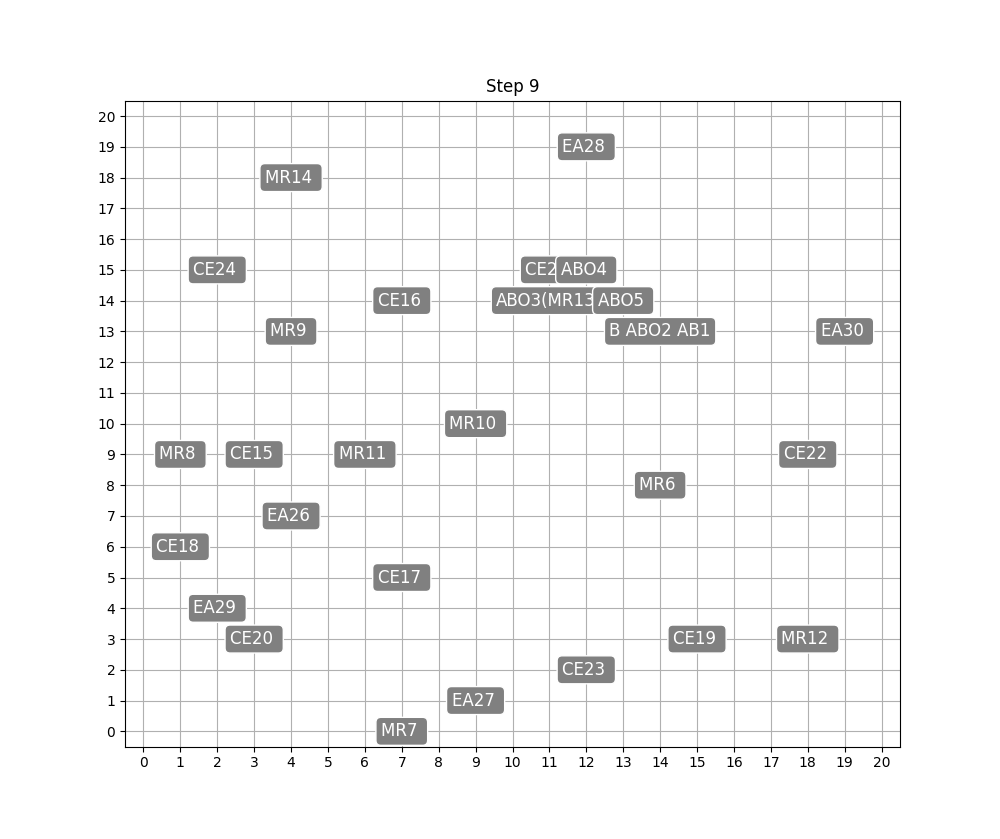 Step 9
20
19 EA28
18 MR14
17
16
15 CE24 CE2 ABO4
14 CE16 ABO3(MR13 ABO5
13 MR9 B ABO2 AB1 EA30
12
11
10 MR10
9 MR8 CE15 MR11 CE22
8 MR6
7 EA26
6 CE18
5 CE17
4 EA29
3 CE20 CE19 MR12
2 CE23
1 EA27
0 MR7
0 1 2 3 4 5 6 7 8 9 10 11 12 13 14 15 16 17 18 19 20